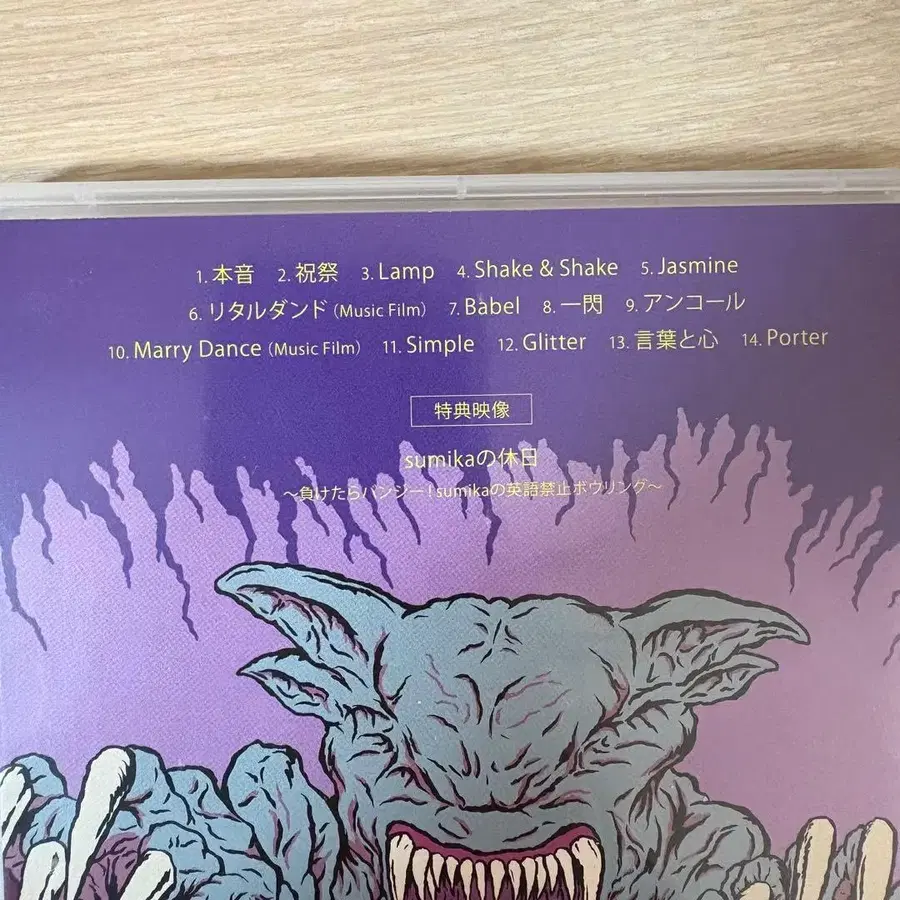 1. 本音 2. 祝祭 3. Lamp 4. Shake & Shake 5. Jasmine
6. リタルダンド (Music Film) 7. Babel 8. 一閃 9. アンコール
10. Marry Dance (Music Film) 11. Simple 12. Glitter 13. 言葉と心 14. Porter
特典映像
sumikaの休日
〜負けたらバンジー!sumikaの英語禁止ボウリング〜